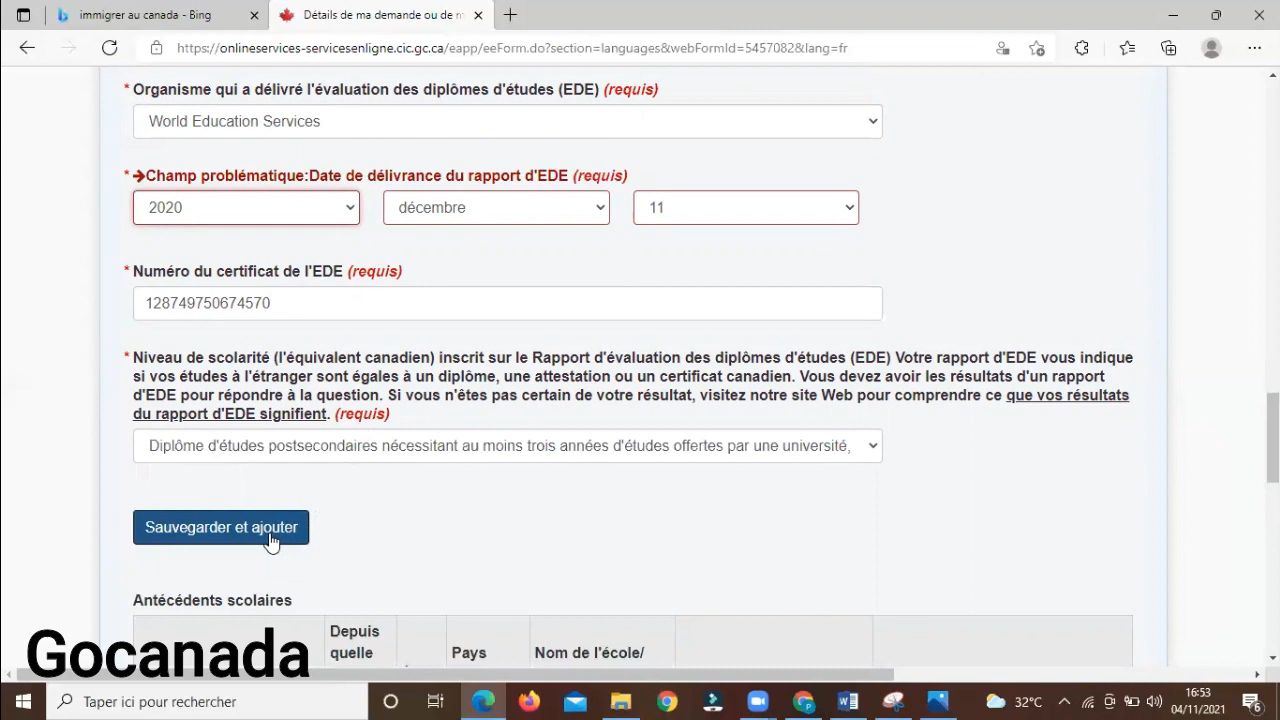 immigrer au canada - Bing
Détails de ma demande ou de m
https://onlineservices-servicesenligne.cic.gc.ca/eapp/eeForm.do?section=languages&webFormId=5457082&lang=fr
* Organisme qui a délivré l'évaluation des diplômes d'études (EDE) (requis)
World Education Services
* →Champ problématique:Date de délivrance du rapport d'EDE (requis)
2020 décembre 11
* Numéro du certificat de l'EDE (requis)
128749750674570
* Niveau de scolarité (l'équivalent canadien) inscrit sur le Rapport d'évaluation des diplômes d'études (EDE) Votre rapport d'EDE vous indique
si vos études à l'étranger sont égales à un diplôme, une attestation ou un certificat canadien. Vous devez avoir les résultats d'un rapport
d'EDE pour répondre à la question. Si vous n'êtes pas certain de votre résultat, visitez notre site Web pour comprendre ce que vos résultats
du rapport d'EDE signifient. (requis)
Diplôme d'études postsecondaires nécessitant au moins trois années d'études offertes par une université,
Sauvegarder et ajouter
Antécédents scolaires
Depuis
quelle
Pays
Nom de l'école/
Gocanada
Taper ici pour rechercher
32°C
16:53
04/11/2021
6